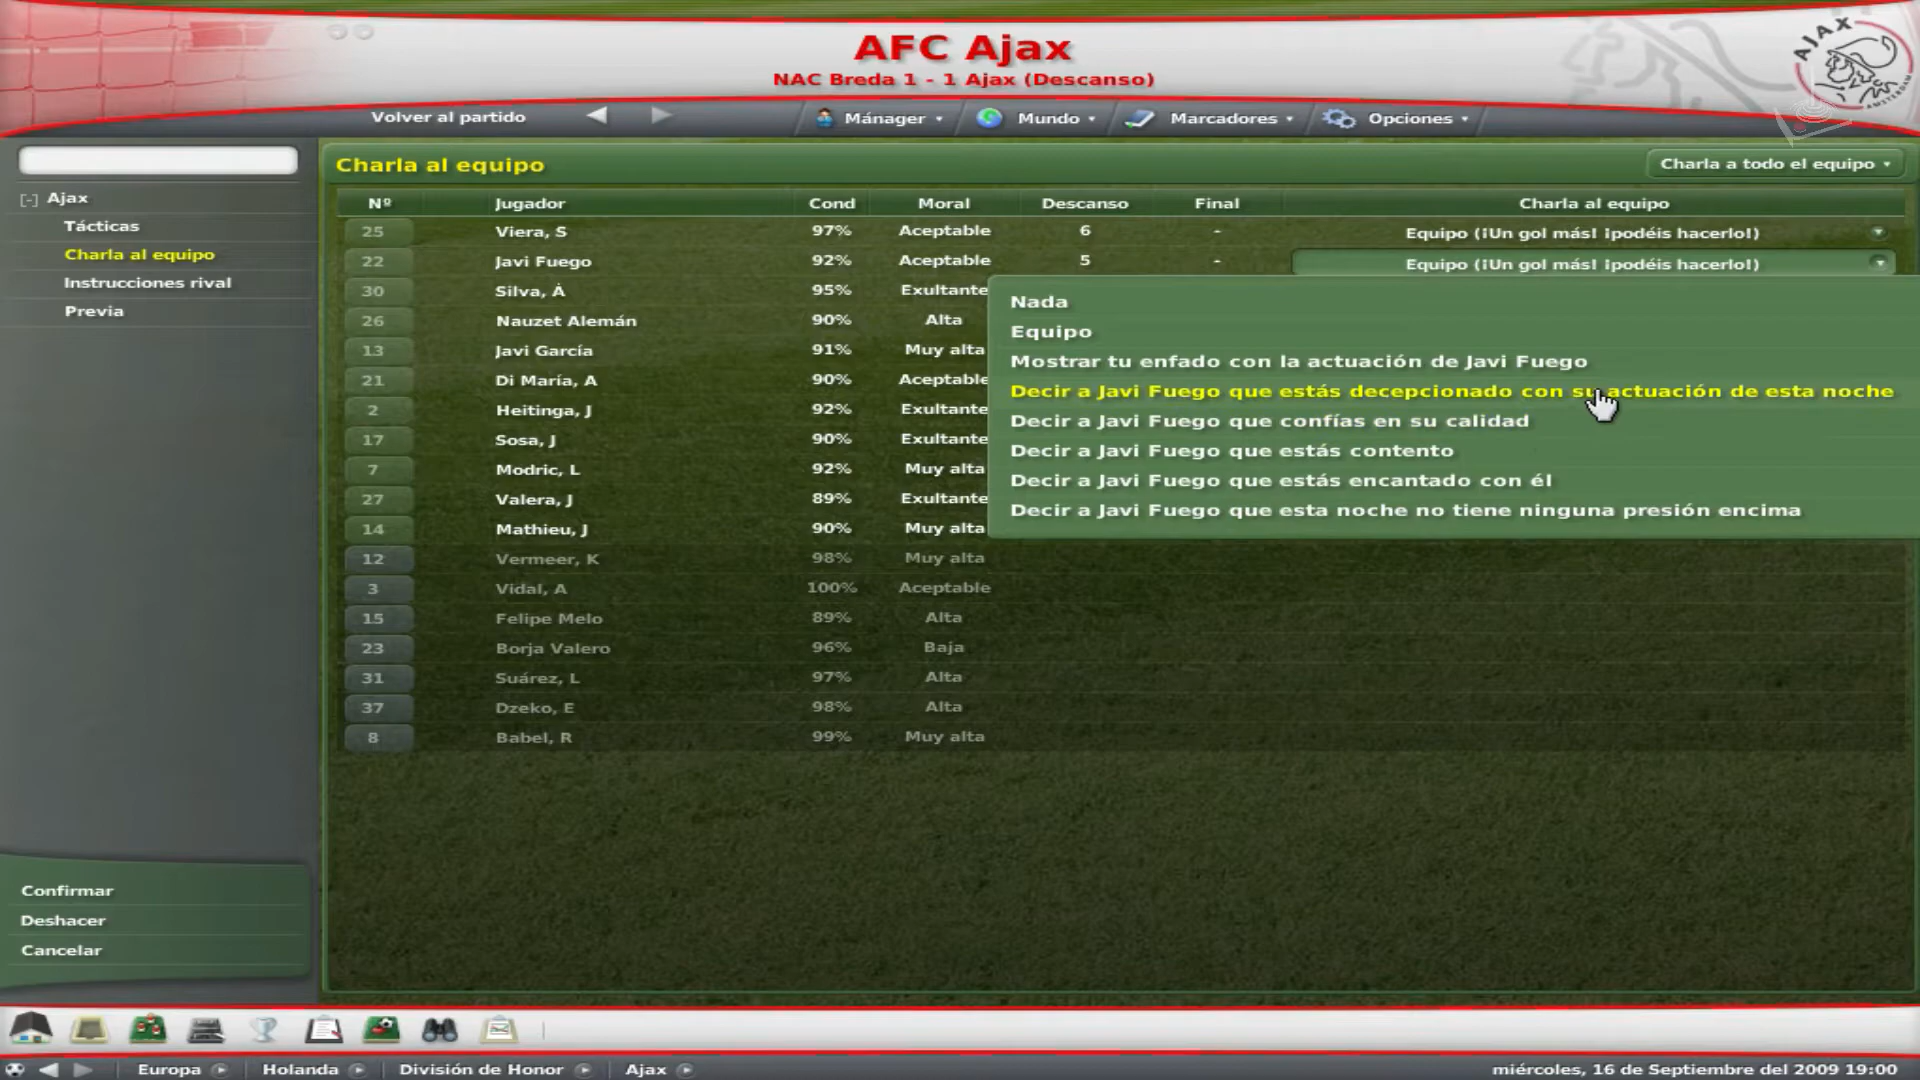 AFC Ajax
NAC Breda 1 - 1 Ajax (Descanso)
AJAX
AMSTERDAM
Volver al partido
Mánager
Mundo
Marcadores
Opciones
Charla al equipo
Charla a todo el equipo
[-] Ajax
Tácticas
Charla al equipo
Instrucciones rival
Previa
Nº Jugador Cond Moral Descanso Final Charla al equipo
25 Viera, S 97% Aceptable 6 - Equipo (¡Un gol más! ¡podéis hacerlo!)
22 Javi Fuego 92% Aceptable 5 - Equipo (¡Un gol más! ¡podéis hacerlo!)
30 Silva, Á 95% Exultante
26 Nauzet Alemán 90% Alta
13 Javi García 91% Muy alta
21 Di María, A 90% Aceptable
2 Heitinga, J 92% Exultante
17 Sosa, J 90% Exultante
7 Modric, L 92% Muy alta
27 Valera, J 89% Exultante
14 Mathieu, J 90% Muy alta
12 Vermeer, K 98% Muy alta
3 Vidal, A 100% Aceptable
15 Felipe Melo 89% Alta
23 Borja Valero 96% Baja
31 Suárez, L 97% Alta
37 Dzeko, E 98% Alta
8 Babel, R 99% Muy alta
Nada
Equipo
Mostrar tu enfado con la actuación de Javi Fuego
Decir a Javi Fuego que estás decepcionado con su actuación de esta noche
Decir a Javi Fuego que confías en su calidad
Decir a Javi Fuego que estás contento
Decir a Javi Fuego que estás encantado con él
Decir a Javi Fuego que esta noche no tiene ninguna presión encima
Confirmar
Deshacer
Cancelar
Europa
Holanda
División de Honor
Ajax
miércoles, 16 de Septiembre del 2009 19:00